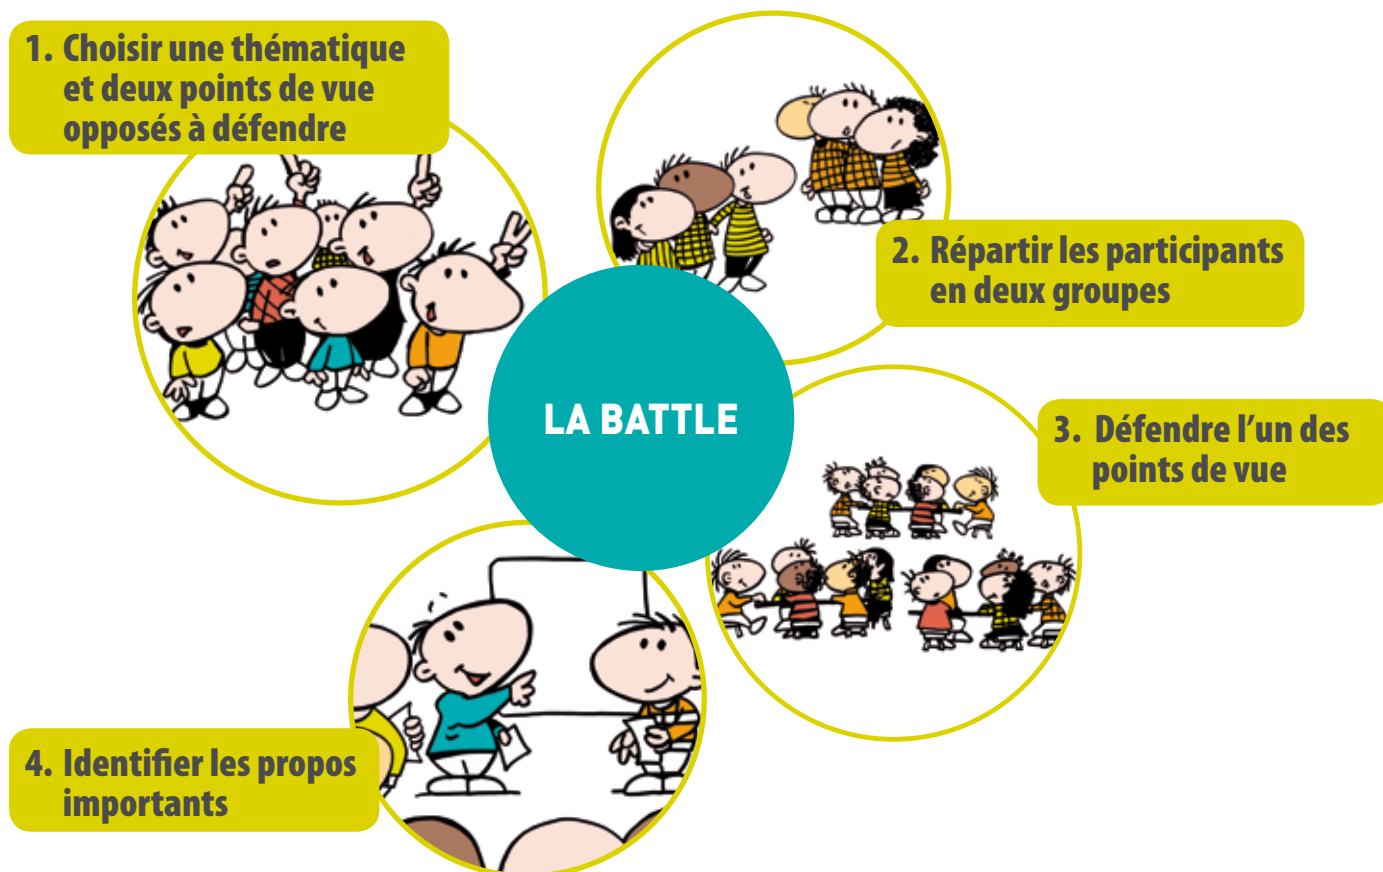 1. Choisir une thématique
et deux points de vue
opposés à défendre
2. Répartir les participants
en deux groupes
LA BATTLE
3. Défendre l’un des
points de vue
4. Identifier les propos
importants